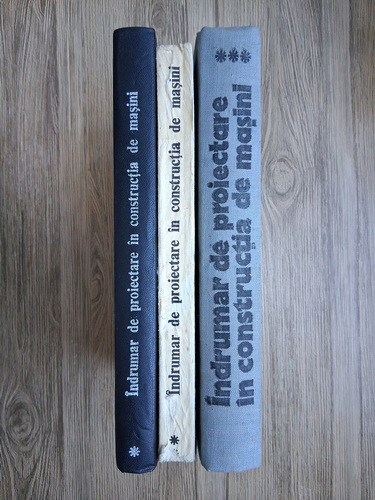 * Îndrumar de proiectare în construcția de mașini
* Îndrumar de proiectare în construcția de mașini
Îndrumar de proiectare
în construcția de mașini
***